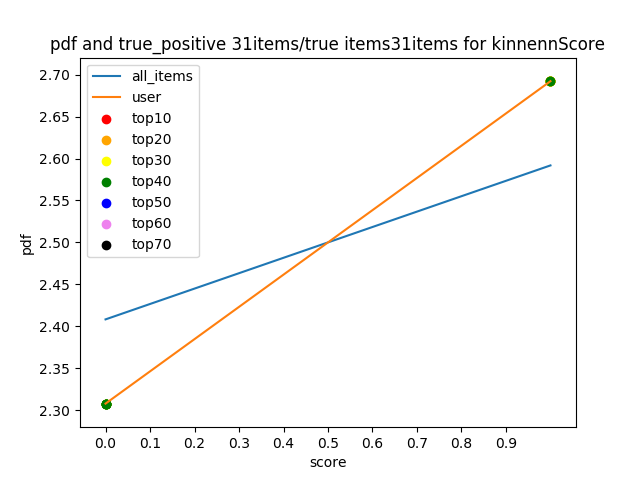 pdf and true_positive 31items/true items31items for kinnennScore
all_items
user
top10
top20
top30
top40
top50
top60
top70
2.70
2.65
2.60
2.55
2.50
2.45
2.40
2.35
2.30
pdf
0.0 0.1 0.2 0.3 0.4 0.5 0.6 0.7 0.8 0.9
score